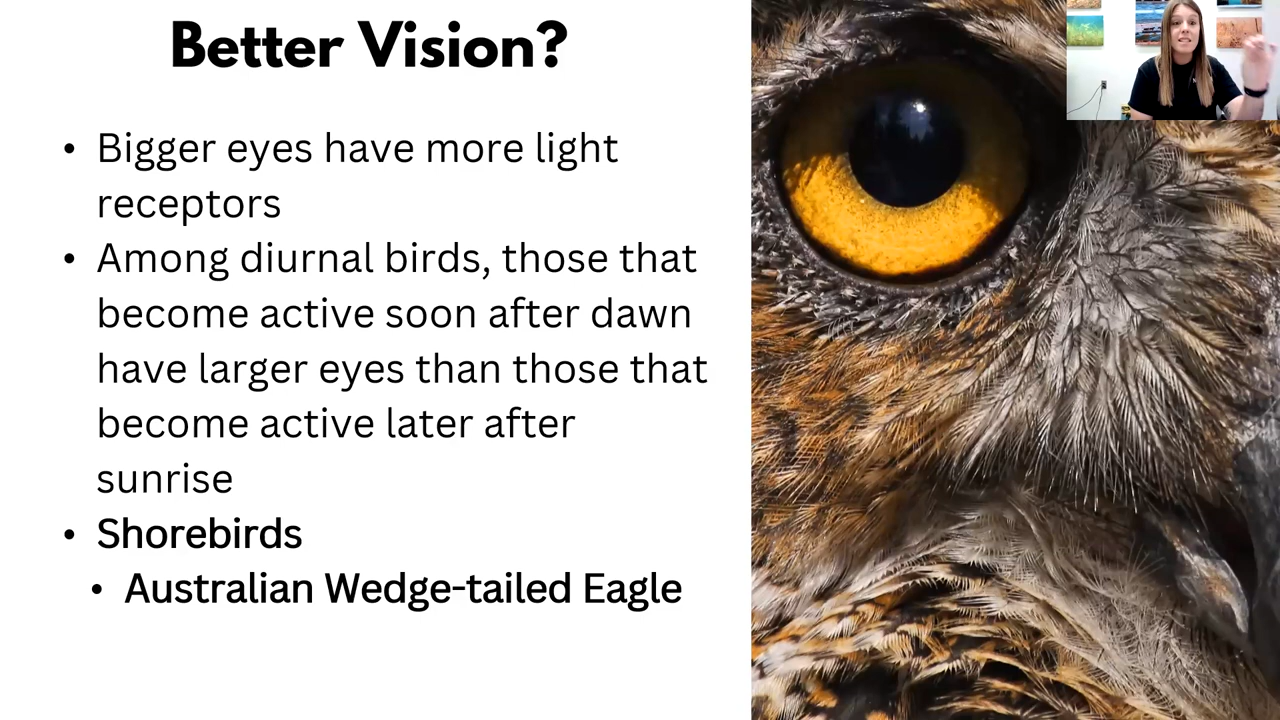 Better Vision?
• Bigger eyes have more light
receptors
• Among diurnal birds, those that
become active soon after dawn
have larger eyes than those that
become active later after
sunrise
• Shorebirds
• Australian Wedge-tailed Eagle